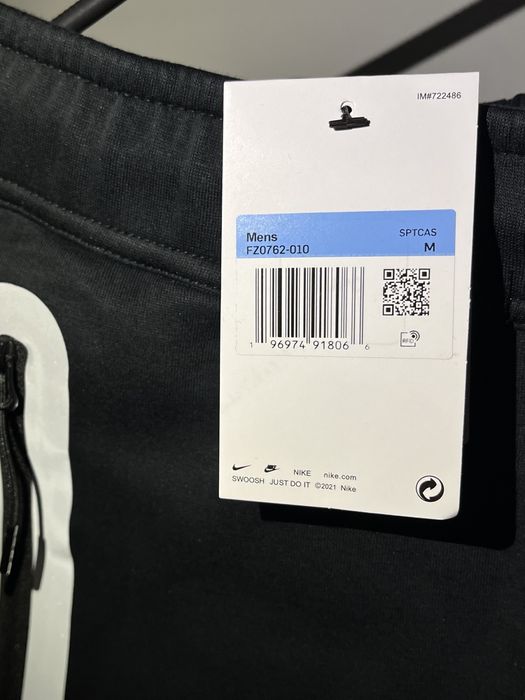 IM#722486
Mens
SPTCAS
FZ0762-010
M
1 96974 91806 6
RFID
NIKE nike.com
SWOOSH JUST DO IT ©2021 Nike